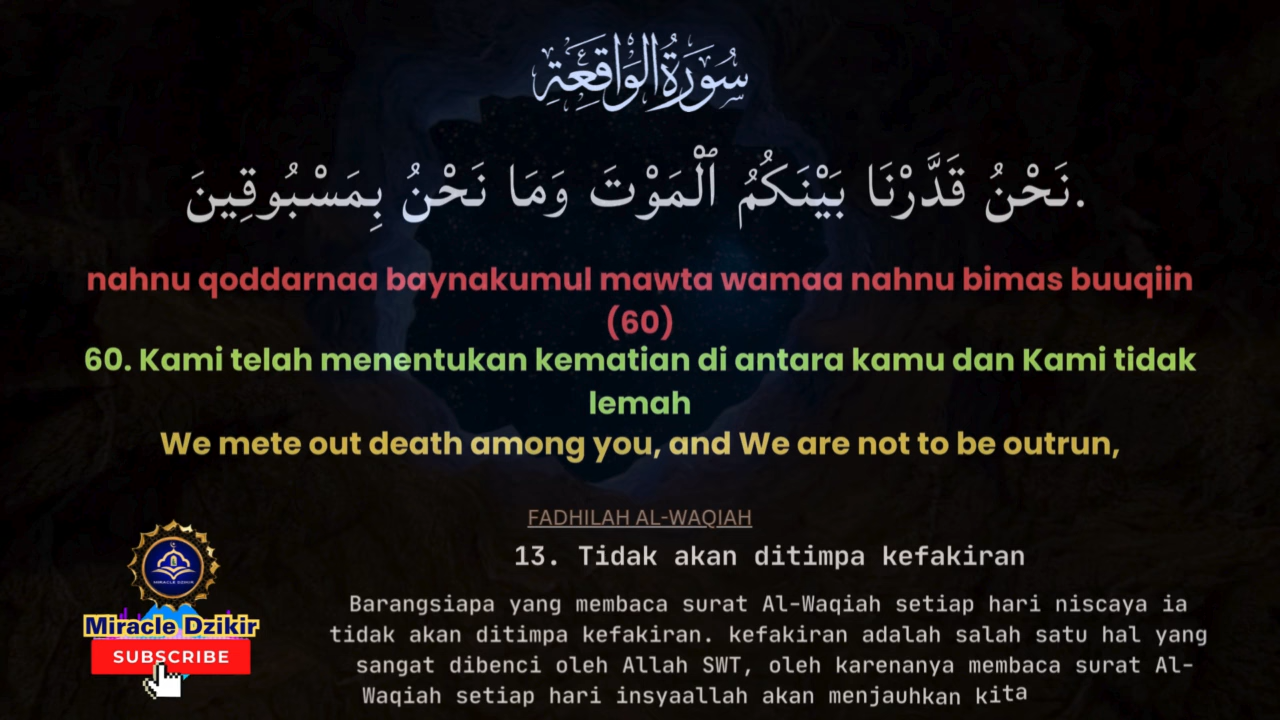 سُورَةُ الْوَاقِعَةِ
نَحْنُ قَدَّرْنَا بَيْنَكُمُ ٱلْمَوْتَ وَمَا نَحْنُ بِمَسْبُوقِينَ.
nahnu qoddarnaa baynakumul mawta wamaa nahnu bimas buuqiin
(60)
60. Kami telah menentukan kematian di antara kamu dan Kami tidak
lemah
We mete out death among you, and We are not to be outrun,
FADHILAH AL-WAQIAH
13. Tidak akan ditimpa kefakiran
Barangsiapa yang membaca surat Al-Waqiah setiap hari niscaya ia
tidak akan ditimpa kefakiran. kefakiran adalah salah satu hal yang
sangat dibenci oleh Allah SWT, oleh karenanya membaca surat Al-
Waqiah setiap hari insyaallah akan menjauhkan kita
MIRACLE DZIKIR
Miracle Dzikir
SUBSCRIBE